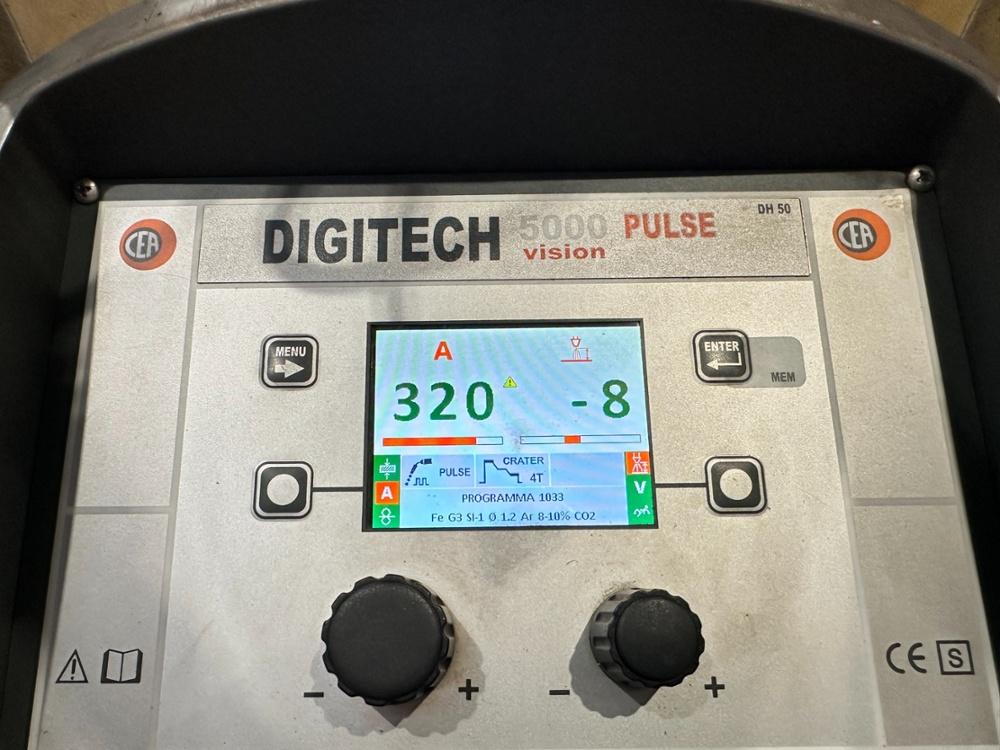 DIGITECH 5000 PULSE
vision
DH 50
CEA
CEA
MENU
ENTER
MEM
A
320 -8
A
V
PULSE
CRATER
4T
PROGRAMMA 1033
Fe G3 SI-1 Ø 1.2 Ar 8-10% CO2
- +
- +
CE S